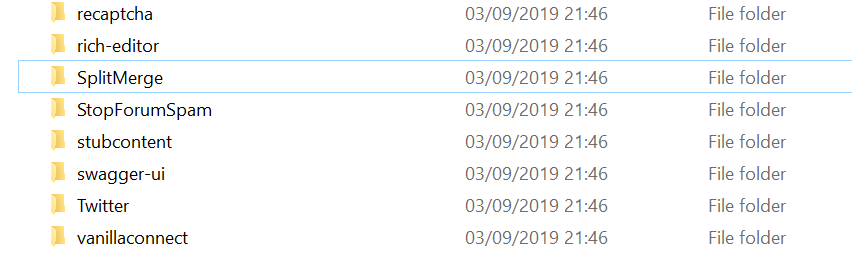 recaptcha 03/09/2019 21:46 File folder
rich-editor 03/09/2019 21:46 File folder
SplitMerge 03/09/2019 21:46 File folder
StopForumSpam 03/09/2019 21:46 File folder
stubcontent 03/09/2019 21:46 File folder
swagger-ui 03/09/2019 21:46 File folder
Twitter 03/09/2019 21:46 File folder
vanillaconnect 03/09/2019 21:46 File folder